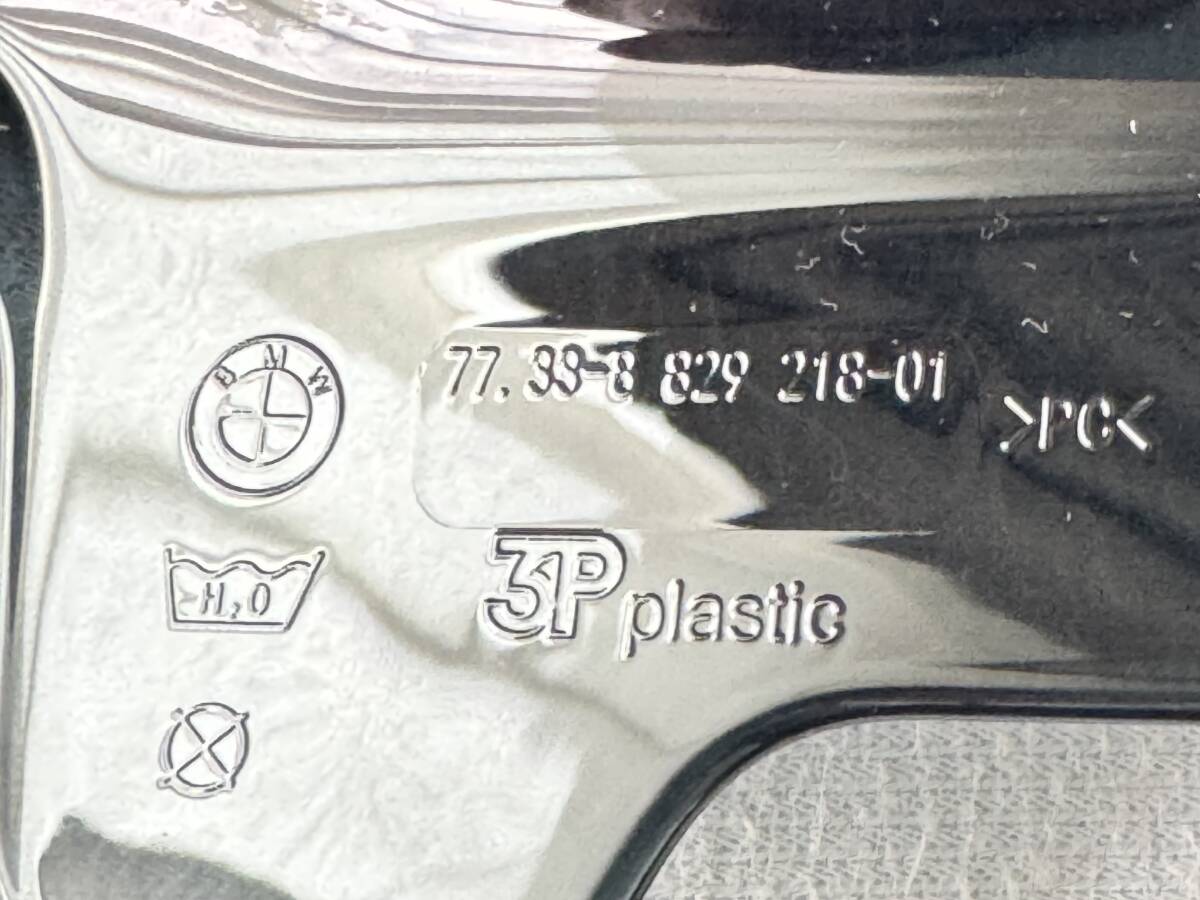 BMW
77.33-8 829 218-01
>PC<
H₂O
3P plastic